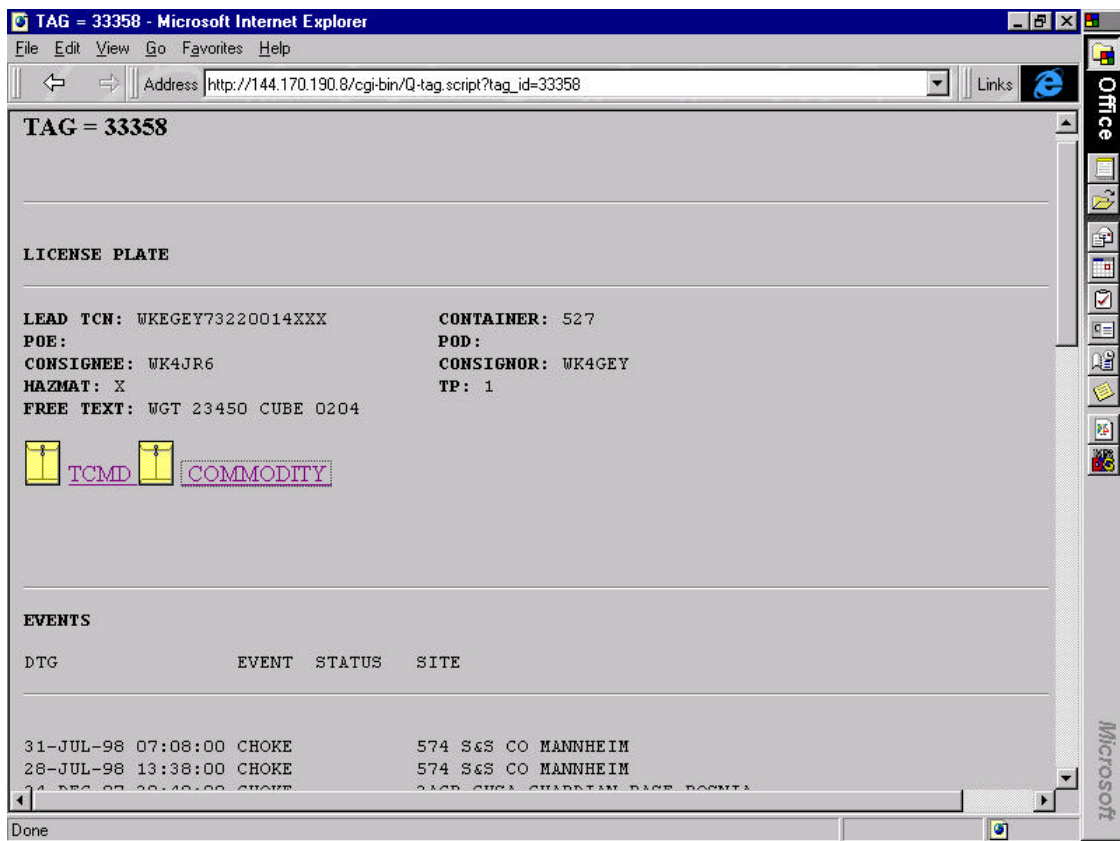 TAG = 33358 - Microsoft Internet Explorer
File Edit View Go Favorites Help
Address http://144.170.190.8/cgi-bin/Q-tag.script?tag_id=33358 Links
Office
TAG = 33358
LICENSE PLATE
LEAD TCN: WKEGEY73220014XXX CONTAINER: 527
POE: POD:
CONSIGNEE: WK4JR6 CONSIGNOR: WK4GEY
HAZMAT: X TP: 1
FREE TEXT: WGT 23450 CUBE 0204
TCMD COMMODITY
EVENTS
DTG EVENT STATUS SITE
31-JUL-98 07:08:00 CHOKE 574 S&S CO MANNHEIM
28-JUL-98 13:38:00 CHOKE 574 S&S CO MANNHEIM
Microsoft
Done